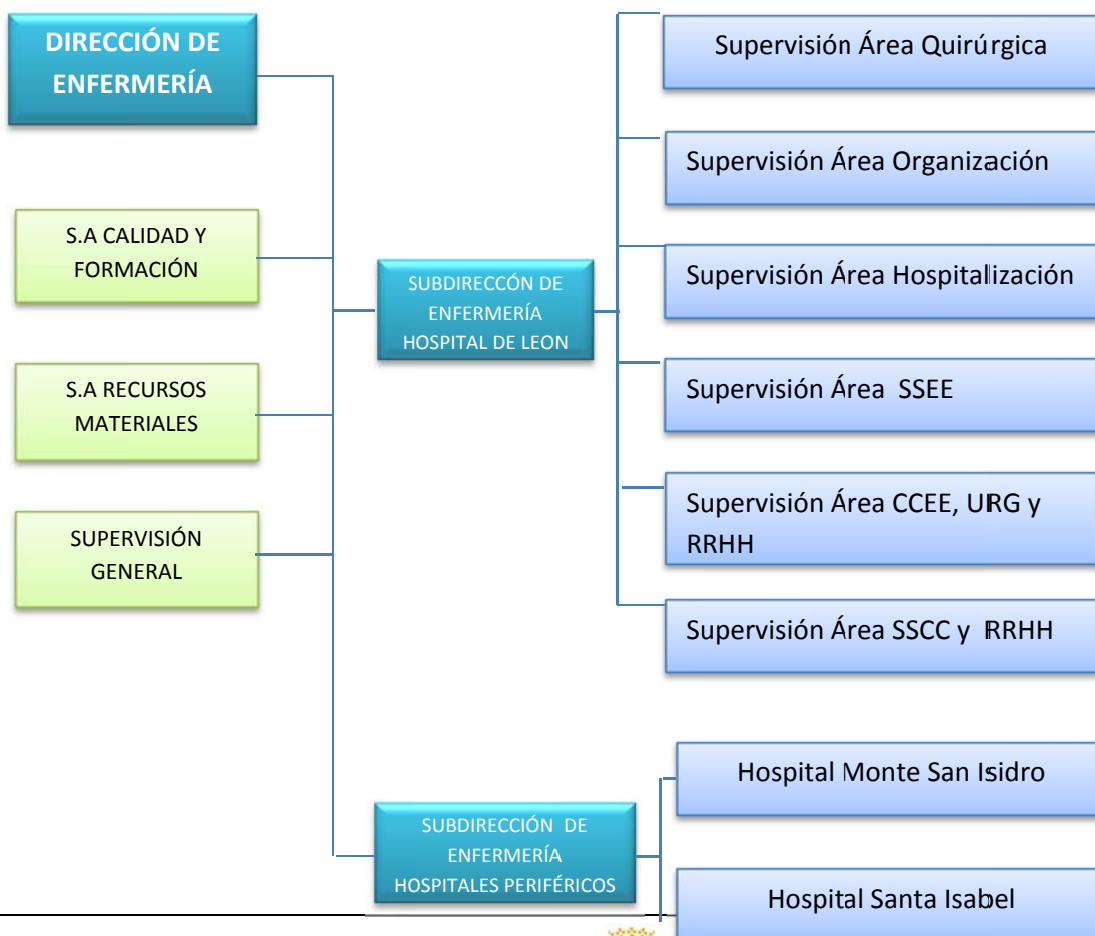 DIRECCIÓN DE
ENFERMERÍA
S.A CALIDAD Y
FORMACIÓN
S.A RECURSOS
MATERIALES
SUPERVISIÓN
GENERAL
SUBDIRECCÓN DE
ENFERMERÍA
HOSPITAL DE LEON
Supervisión Área Quirúrgica
Supervisión Área Organización
Supervisión Área Hospitalización
Supervisión Área  SSEE
Supervisión Área CCEE, URG y
RRHH
Supervisión Área SSCC y  RRHH
SUBDIRECCIÓN  DE
ENFERMERÍA
HOSPITALES PERIFÉRICOS
Hospital Monte San Isidro
Hospital Santa Isabel